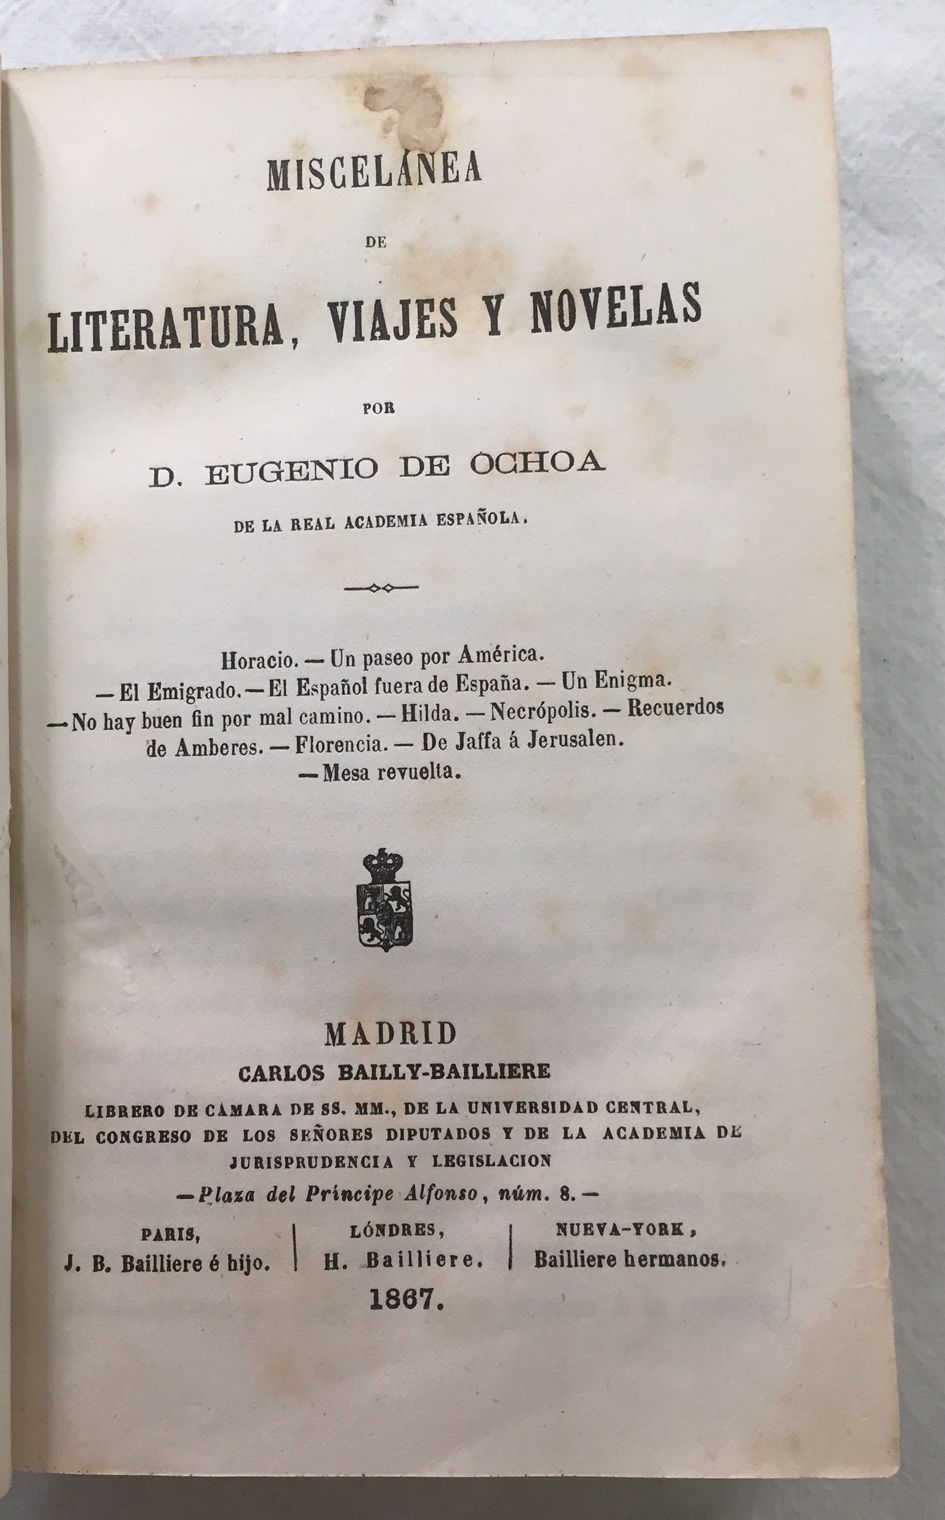 MISCELÁNEA
DE
LITERATURA, VIAJES Y NOVELAS
POR
D. EUGENIO DE OCHOA
DE LA REAL ACADEMIA ESPAÑOLA.
Horacio. — Un paseo por América.
— El Emigrado. — El Español fuera de España. — Un Enigma.
— No hay buen fin por mal camino. — Hilda. — Necrópolis. — Recuerdos
de Amberes. — Florencia. — De Jaffa á Jerusalen.
— Mesa revuelta.
MADRID
CARLOS BAILLY-BAILLIERE
LIBRERO DE CÁMARA DE SS. MM., DE LA UNIVERSIDAD CENTRAL,
DEL CONGRESO DE LOS SEÑORES DIPUTADOS Y DE LA ACADEMIA DE
JURISPRUDENCIA Y LEGISLACION
— Plaza del Príncipe Alfonso, núm. 8. —
PARIS,
J. B. Bailliere é hijo.
LÓNDRES,
H. Bailliere.
NUEVA-YORK,
Bailliere hermanos.
1867.